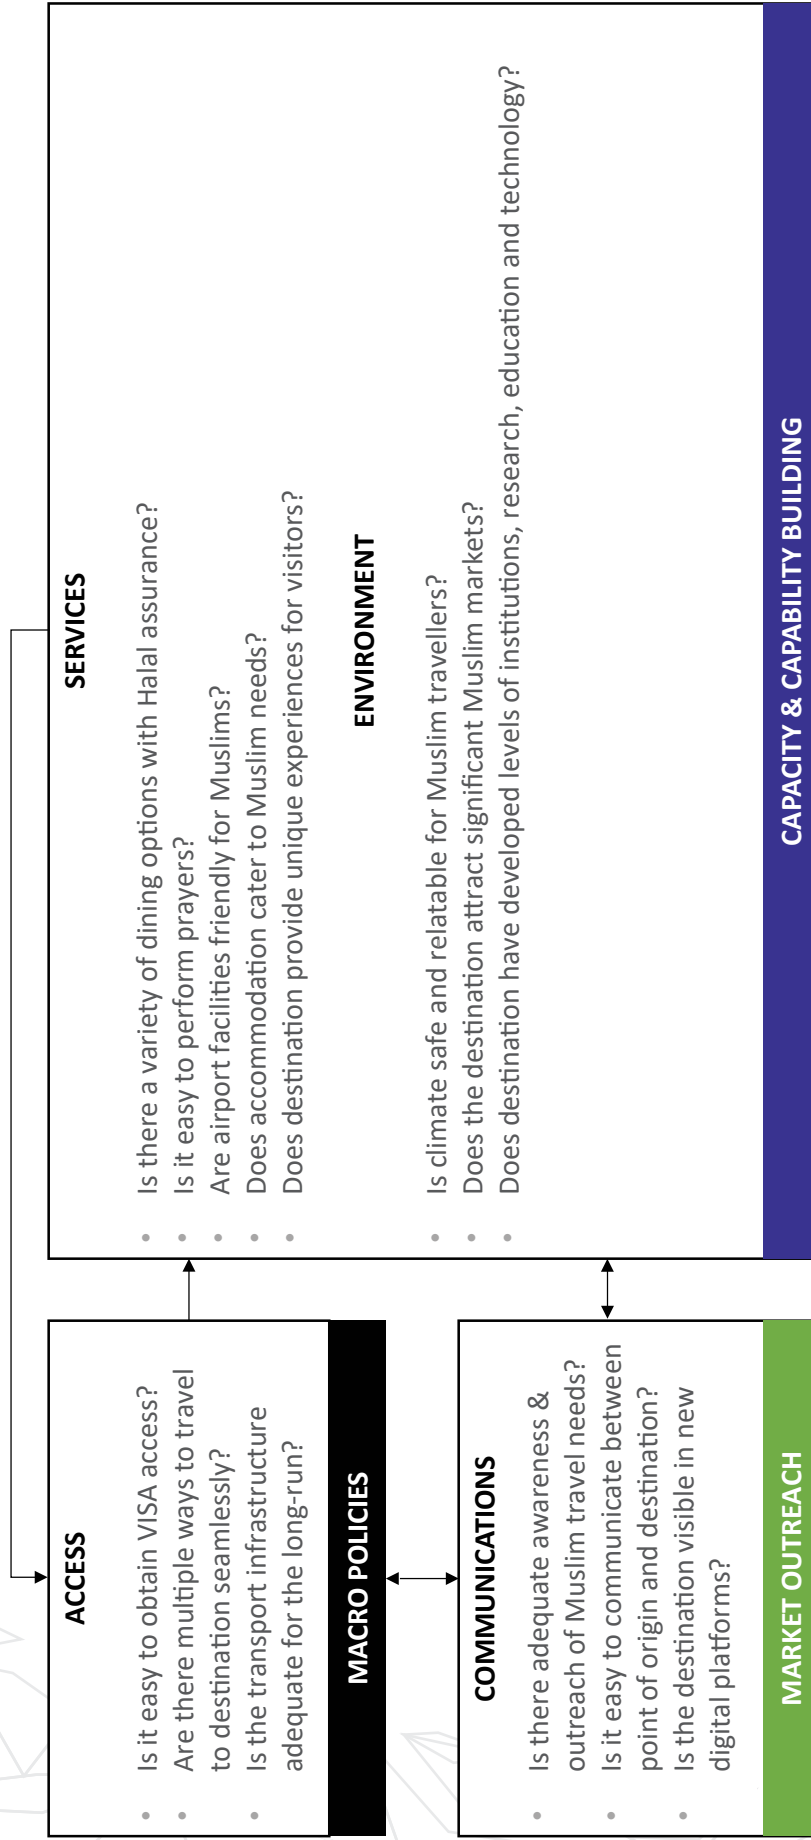 ACCESS
Is it easy to obtain VISA access?
Are there multiple ways to travel
to destination seamlessly?
Is the transport infrastructure
adequate for the long-run?
MACRO POLICIES
COMMUNICATIONS
Is there adequate awareness &
outreach of Muslim travel needs?
Is it easy to communicate between
point of origin and destination?
Is the destination visible in new
digital platforms?
MARKET OUTREACH
SERVICES
Is there a variety of dining options with Halal assurance?
Is it easy to perform prayers?
Are airport facilities friendly for Muslims?
Does accommodation cater to Muslim needs?
Does destination provide unique experiences for visitors?
ENVIRONMENT
Is climate safe and relatable for Muslim travellers?
Does the destination attract significant Muslim markets?
Does destination have developed levels of institutions, research, education and technology?
CAPACITY & CAPABILITY BUILDING